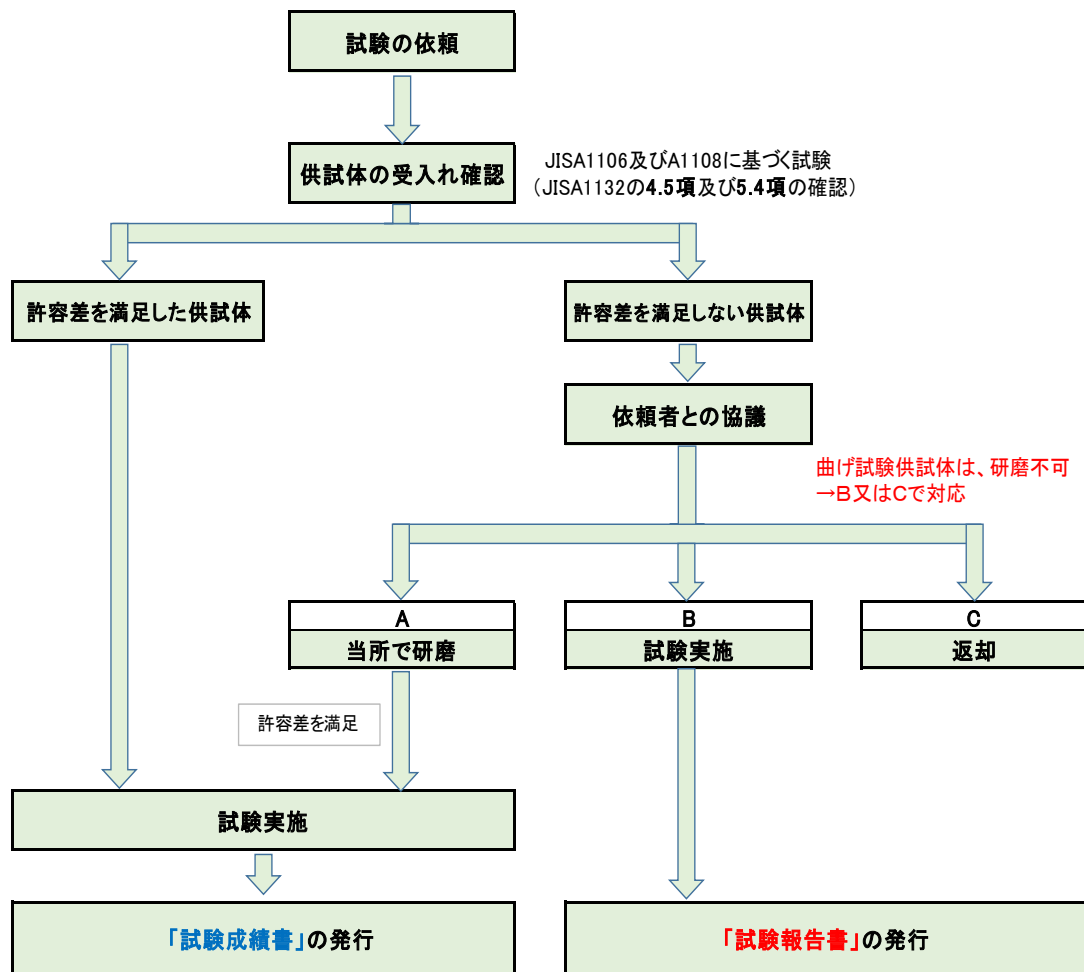 試験の依頼
供試体の受入れ確認
JISA1106及びA1108に基づく試験
（JISA1132の4.5項及び5.4項の確認）
許容差を満足した供試体
許容差を満足しない供試体
依頼者との協議
曲げ試験供試体は、研磨不可
→B又はCで対応
A
当所で研磨
B
試験実施
C
返却
許容差を満足
試験実施
「試験成績書」の発行
「試験報告書」の発行